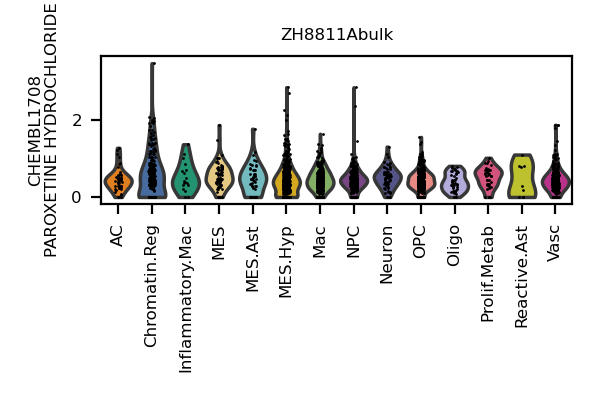 ZH8811Abulk
CHEMBL1708
PAROXETINE HYDROCHLORIDE
2
0
AC
Chromatin.Reg
Inflammatory.Mac
MES
MES.Ast
MES.Hyp
Mac
NPC
Neuron
OPC
Oligo
Prolif.Metab
Reactive.Ast
Vasc